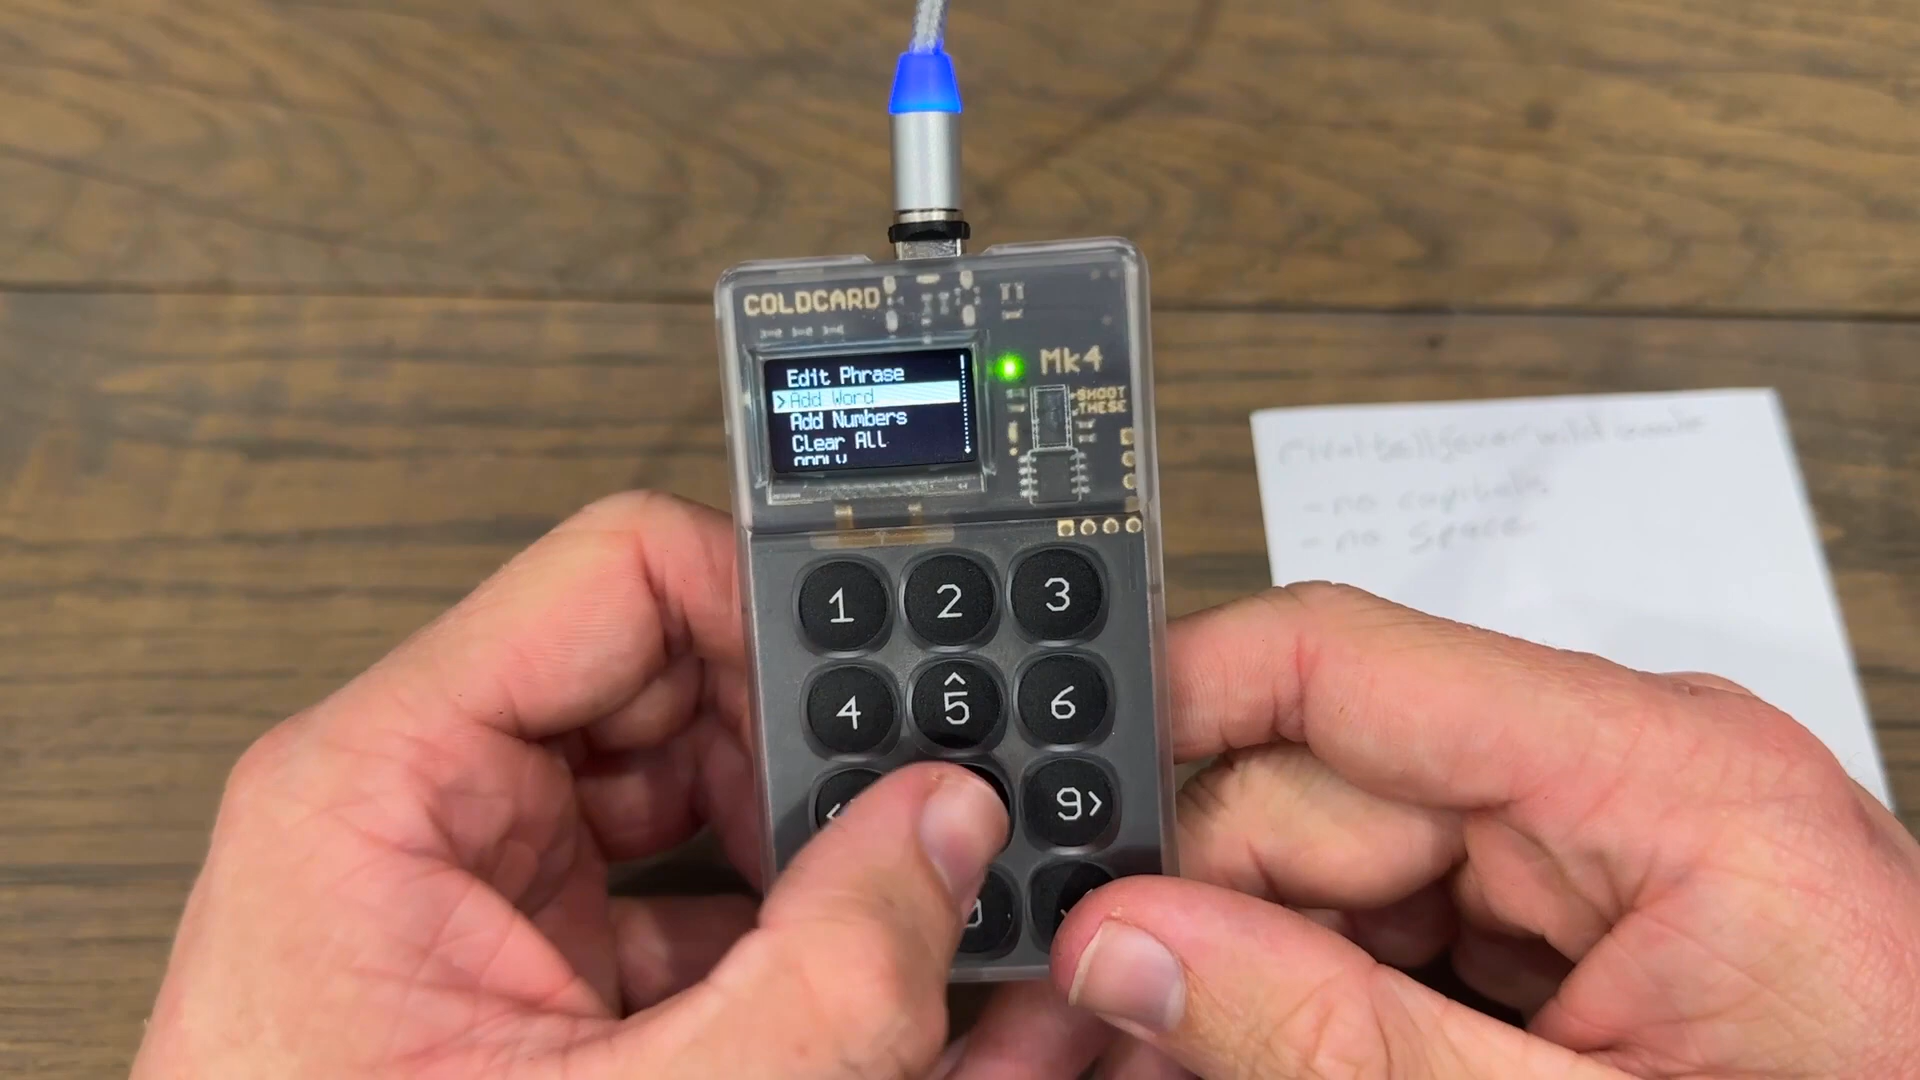 COLDCARD
Mk4
SHOOT
THESE
Edit Phrase
>Add Word
Add Numbers
Clear All
APPLY
1
2
3
4
5
6
9>
- no capitals
- no space